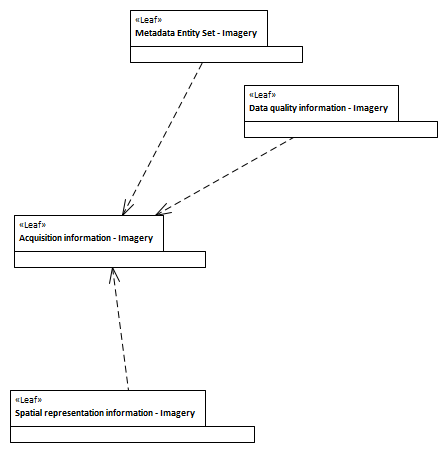 «Leaf»
Metadata Entity Set - Imagery
«Leaf»
Data quality information - Imagery
«Leaf»
Acquisition information - Imagery
«Leaf»
Spatial representation information - Imagery